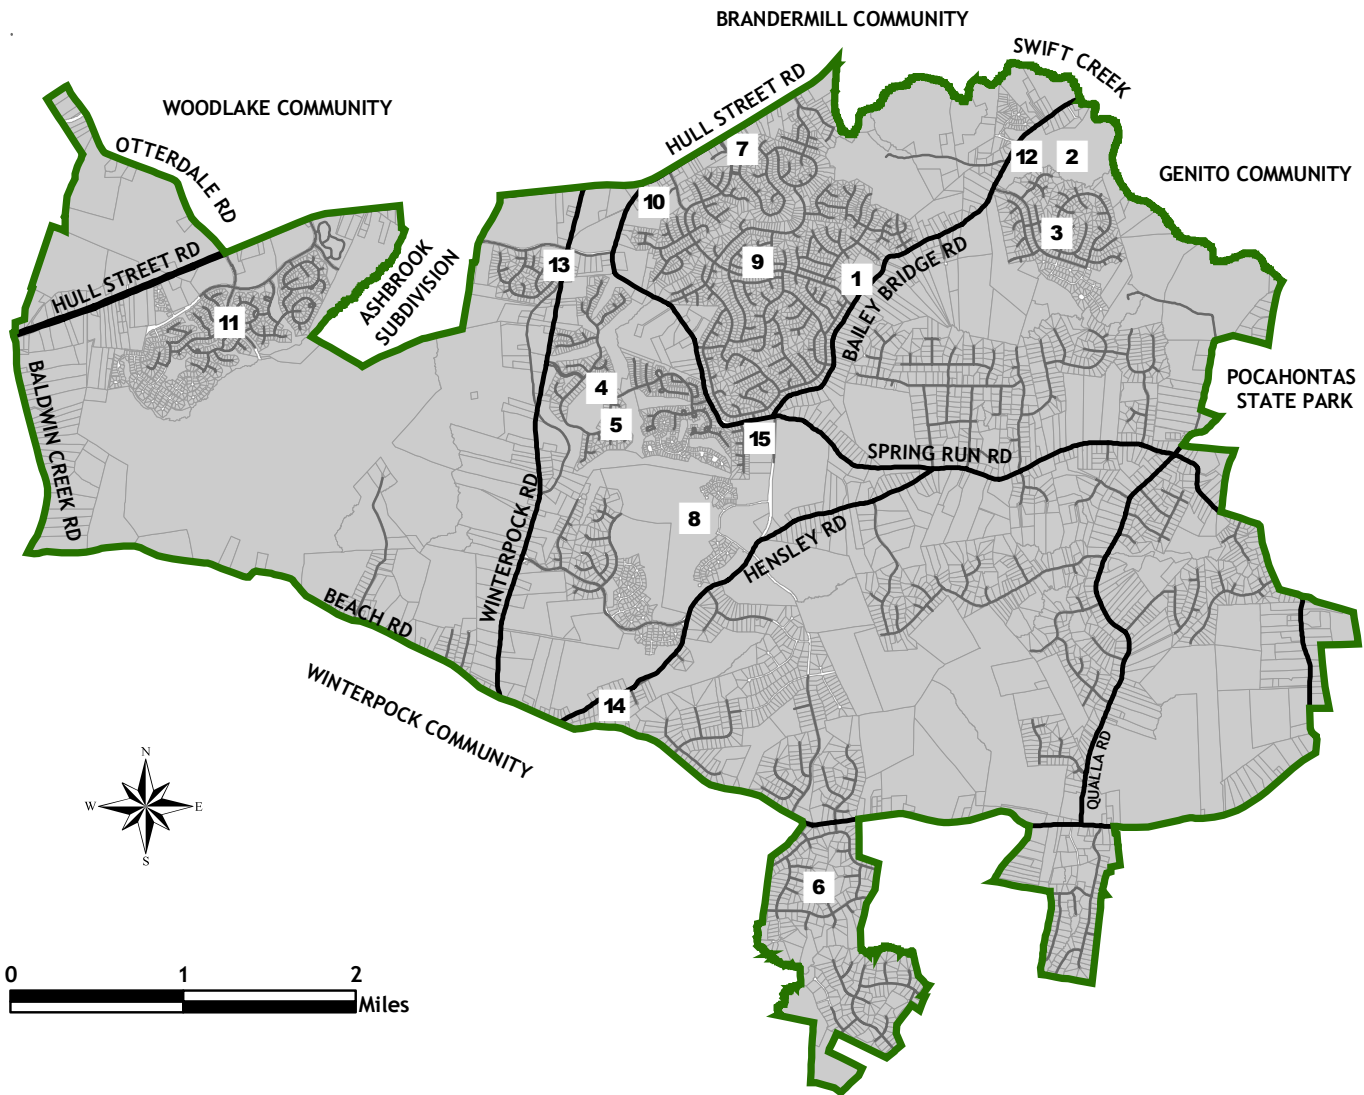 BRANDERMILL COMMUNITY
SWIFT CREEK
WOODLAKE COMMUNITY
HULL STREET RD
OTTERDALE RD
7
12
2
GENITO COMMUNITY
10
3
HULL STREET RD
ASHBROOK
SUBDIVISION
13
9
1
BAILEY BRIDGE RD
11
BALDWIN CREEK RD
4
5
15
POCAHONTAS
STATE PARK
SPRING RUN RD
WINTERPOCK RD
8
HENSLEY RD
BEACH RD
WINTERPOCK COMMUNITY
14
QUALLA RD
N
W
E
S
6
0
1
2
Miles